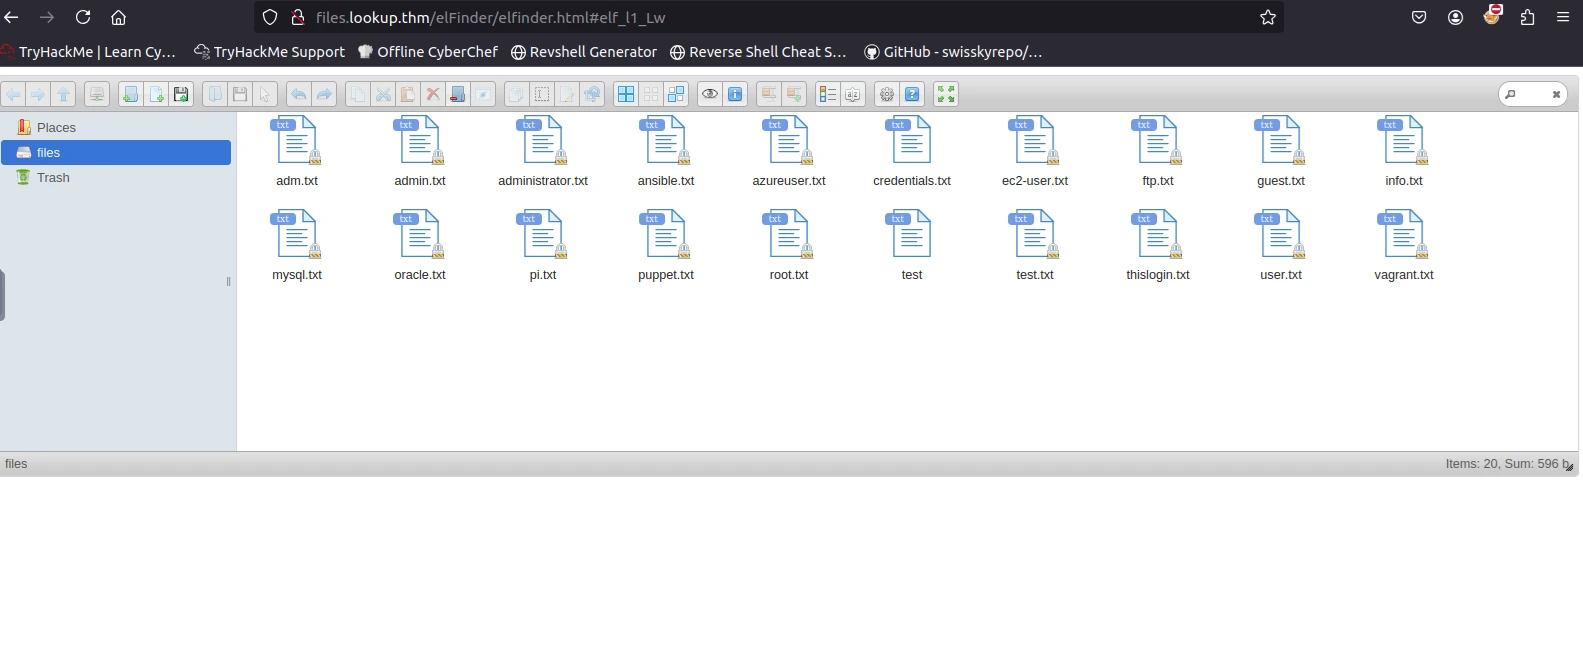 files.lookup.thm/elFinder/elfinder.html#elf_l1_Lw
TryHackMe | Learn Cy… TryHackMe Support Offline CyberChef Revshell Generator Reverse Shell Cheat S… GitHub - swisskyrepo/…
Places
files
Trash
txt txt txt txt txt txt txt txt txt txt
adm.txt admin.txt administrator.txt ansible.txt azureuser.txt credentials.txt ec2-user.txt ftp.txt guest.txt info.txt
txt txt txt txt txt txt txt txt txt txt
mysql.txt oracle.txt pi.txt puppet.txt root.txt test test.txt thislogin.txt user.txt vagrant.txt
files Items: 20, Sum: 596 b